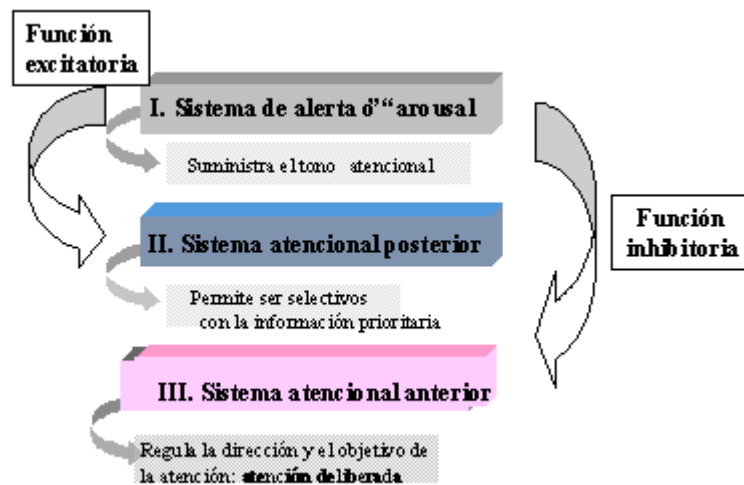 Función
excitatoria
I. Sistema de alerta ó’“arousal
Suministra el tono atencional
II. Sistema atencional posterior
Función
inhibitoria
Permite ser selectivos
con la información prioritaria
III. Sistema atencional anterior
Regula la dirección y el objetivo de
la atención: atención deliberada